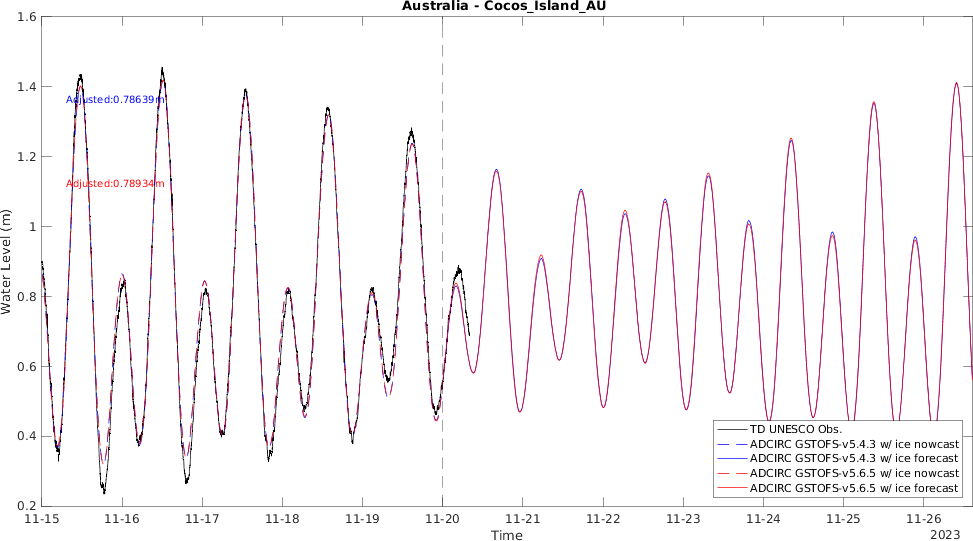 Australia - Cocos_Island_AU
1.6
1.4
1.2
1
0.8
0.6
0.4
0.2
Water Level (m)
Adjusted:0.78639m
Adjusted:0.78934m
TD UNESCO Obs.
ADCIRC GSTOFS-v5.4.3 w/ ice nowcast
ADCIRC GSTOFS-v5.4.3 w/ ice forecast
ADCIRC GSTOFS-v5.6.5 w/ ice nowcast
ADCIRC GSTOFS-v5.6.5 w/ ice forecast
11-15 11-16 11-17 11-18 11-19 11-20 11-21 11-22 11-23 11-24 11-25 11-26
2023
Time